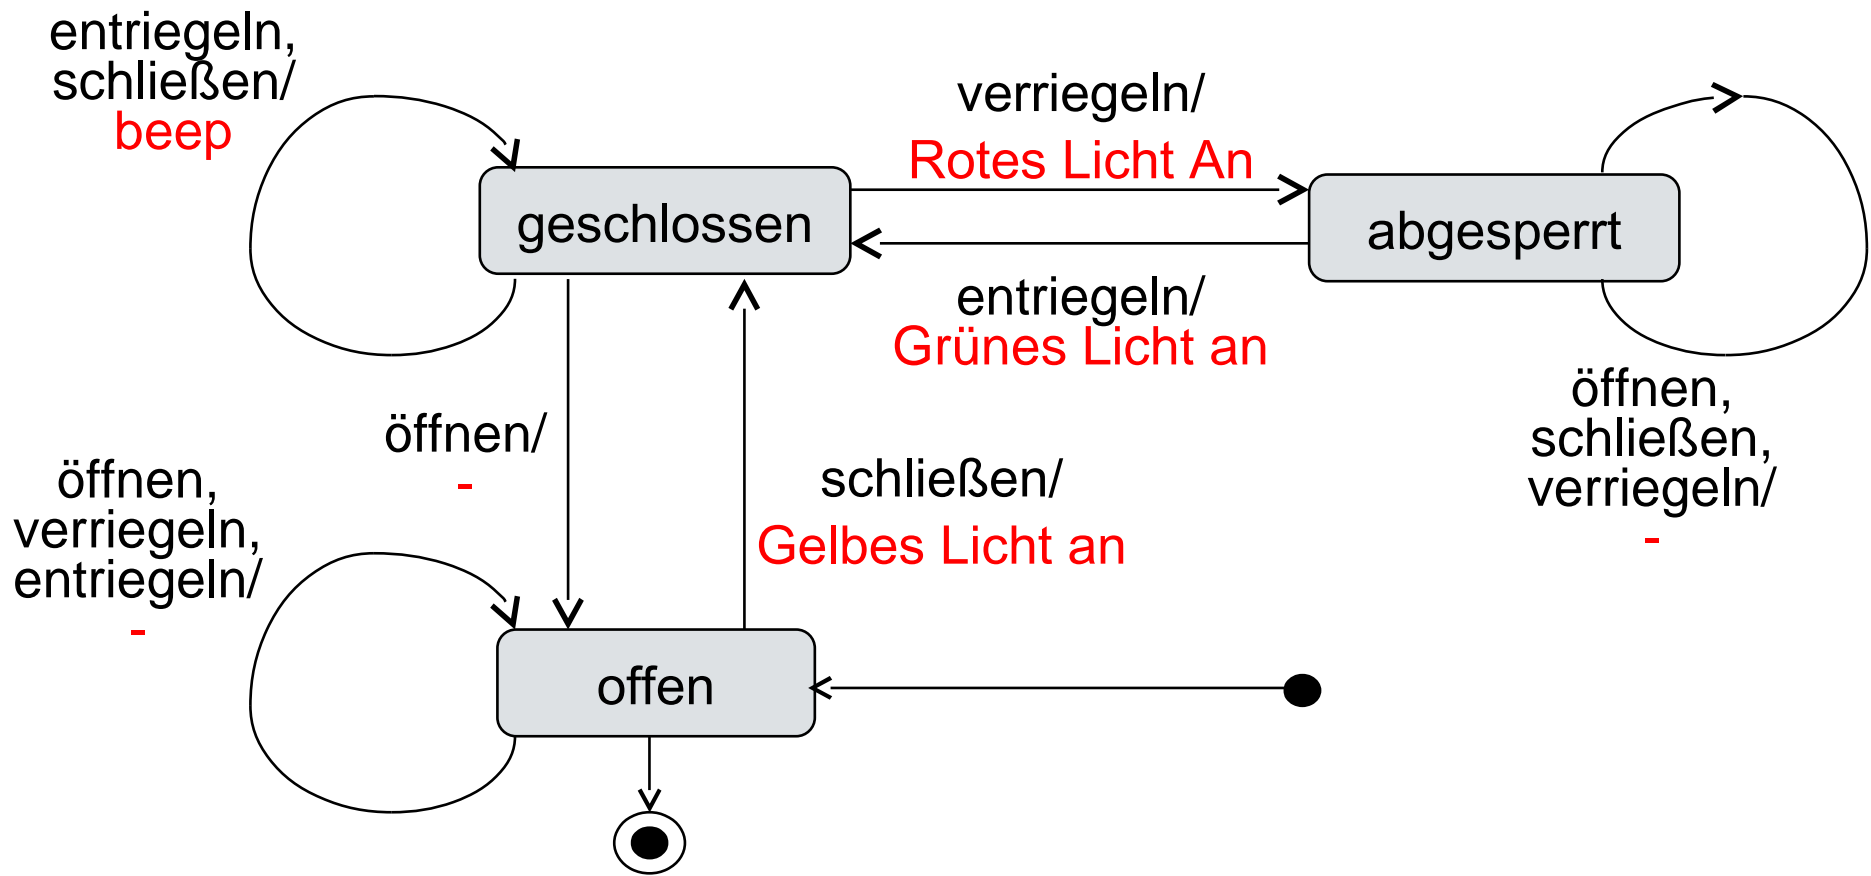 entriegeln,
schließen/
beep
verriegeln/
Rotes Licht An
geschlossen
abgesperrt
entriegeln/
Grünes Licht an
öffnen/
-
öffnen,
schließen,
verriegeln/
-
öffnen,
verriegeln,
entriegeln/
-
schließen/
Gelbes Licht an
offen